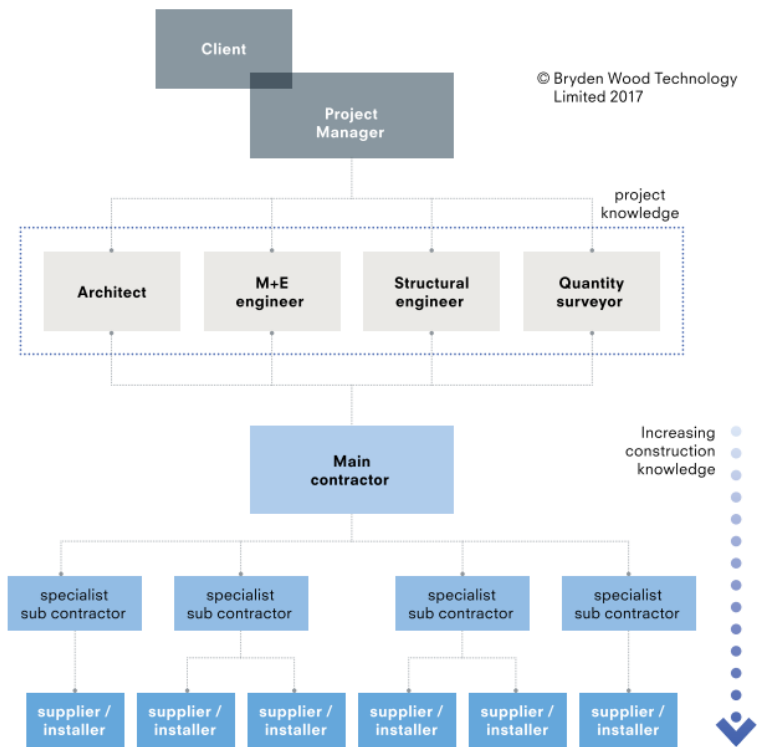 Client
Project
Manager
© Bryden Wood Technology
Limited 2017
project
knowledge
Architect
M+E
engineer
Structural
engineer
Quantity
surveyor
Main
contractor
Increasing
construction
knowledge
specialist
sub contractor
specialist
sub contractor
specialist
sub contractor
specialist
sub contractor
supplier /
installer
supplier /
installer
supplier /
installer
supplier /
installer
supplier /
installer
supplier /
installer